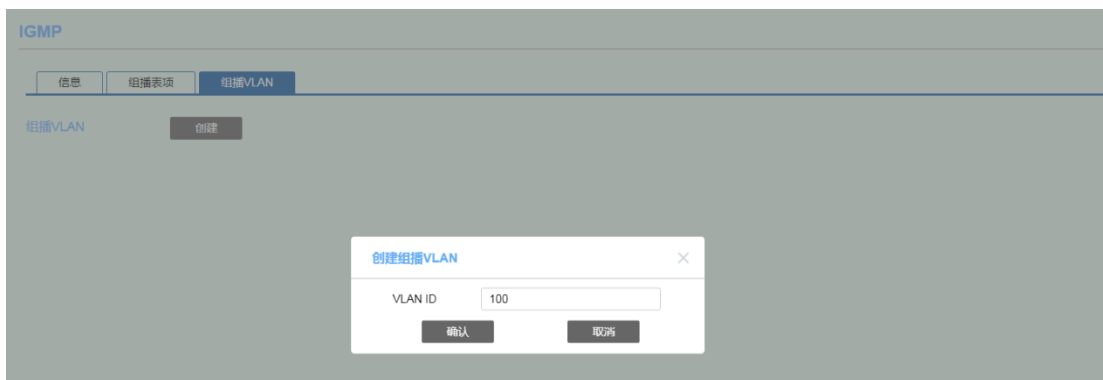 IGMP
信息 组播表项 组播VLAN
组播VLAN 创建
创建组播VLAN
VLAN ID 100
确认 取消